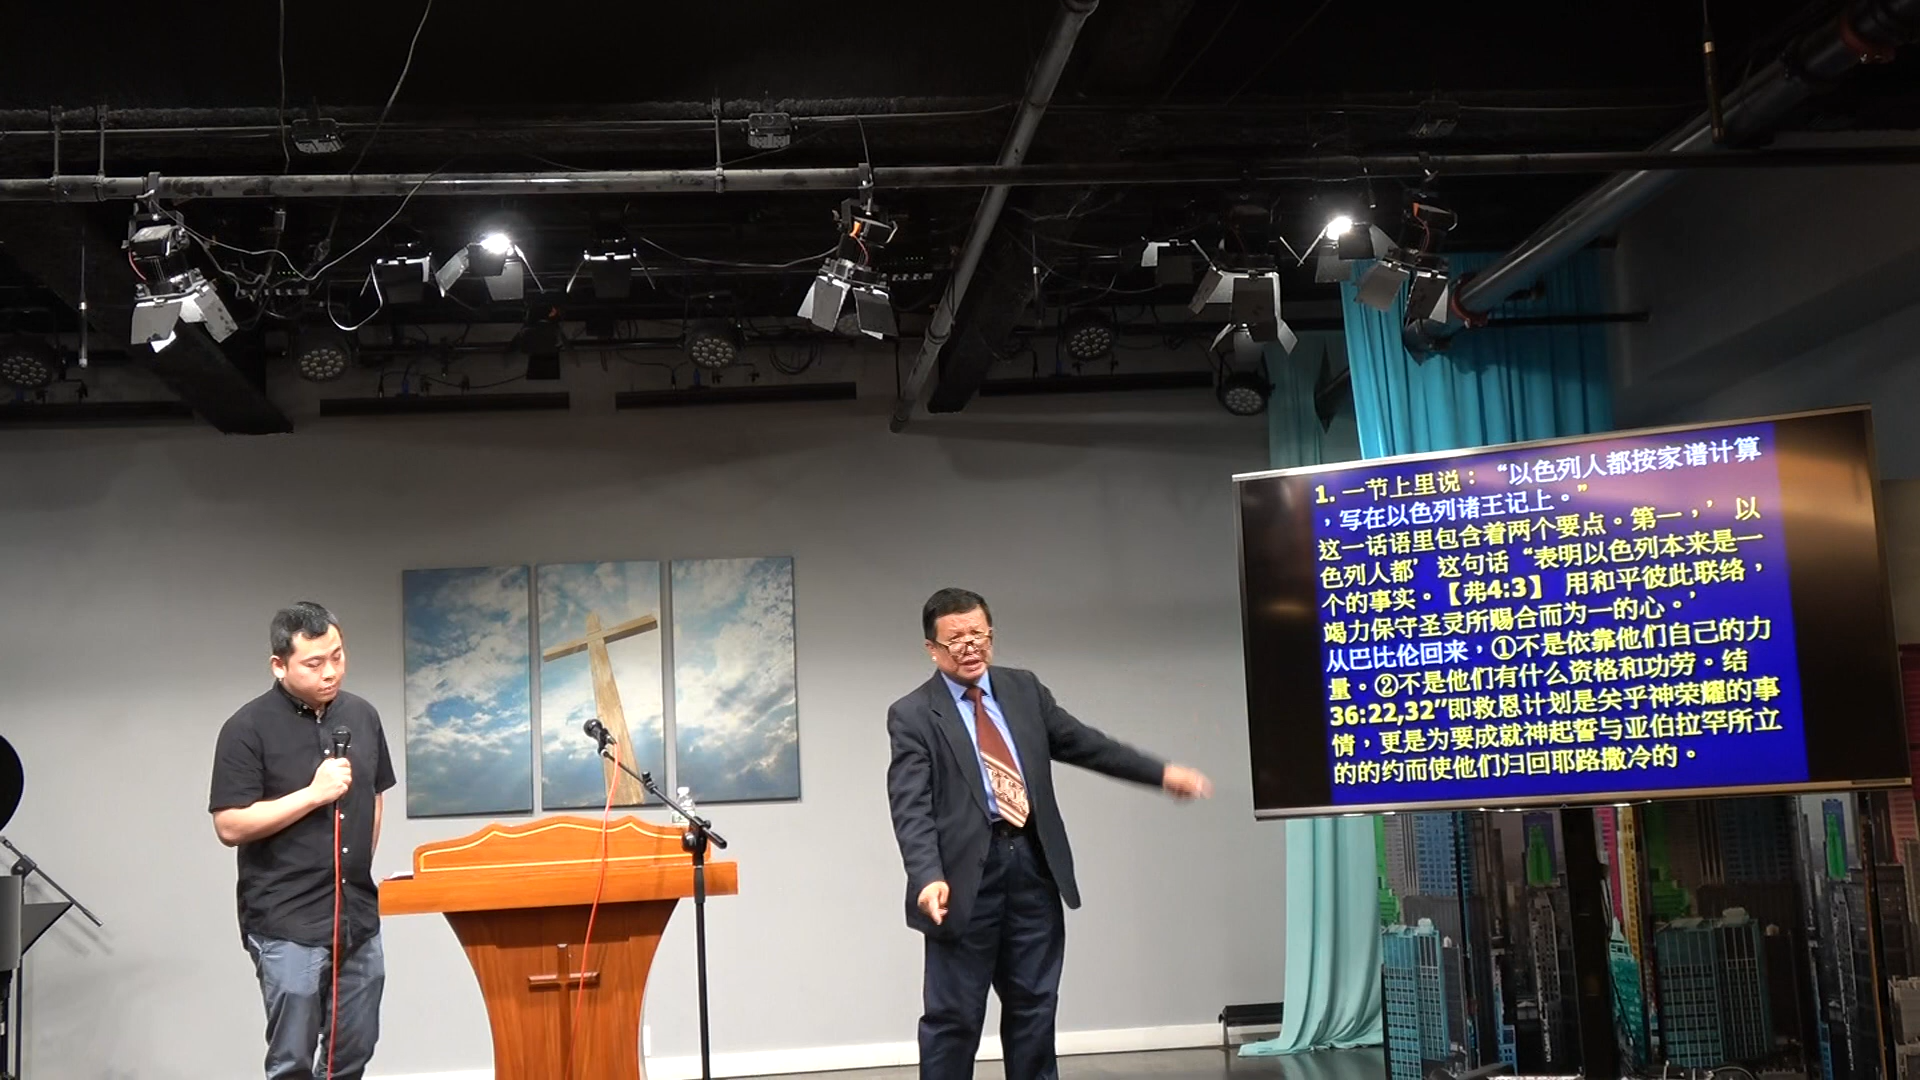 1. 一节上里说：“以色列人都按家谱计算
，写在以色列诸王记上。”
这一话语里包含着两个要点。第一，’以
色列人都’这句话“表明以色列本来是一
个的事实。【弗4:3】 用和平彼此联络，
竭力保守圣灵所赐合而为一的心。’
从巴比伦回来，①不是依靠他们自己的力
量。②不是他们有什么资格和功劳。结
36:22,32”即救恩计划是关乎神荣耀的事
情，更是为要成就神起誓与亚伯拉罕所立
的的约而使他们归回耶路撒冷的。